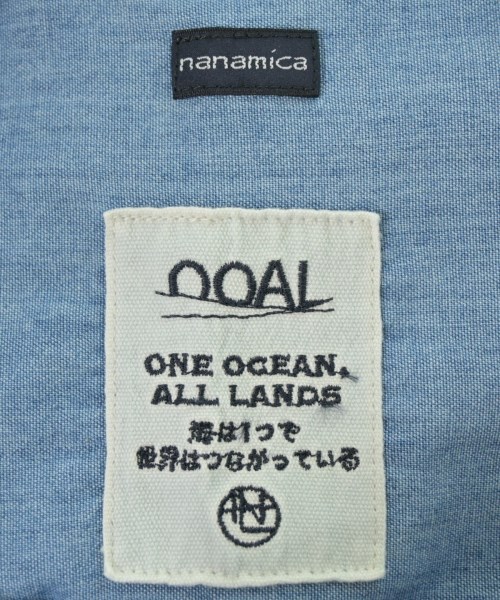 nanamica
OOAL
ONE OCEAN,
ALL LANDS
海は1つで
世界はつながっている